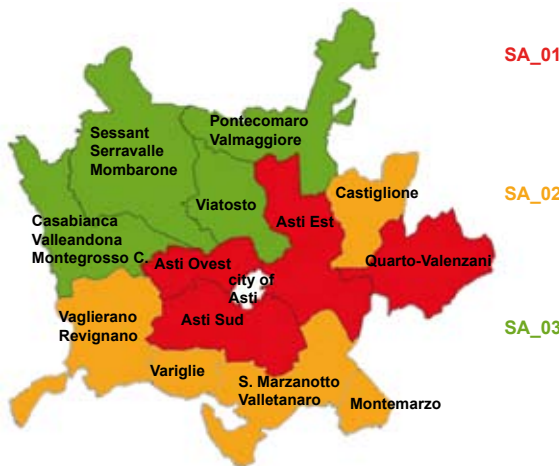 SA_01
Pontecomaro
Valmaggiore
Sessant
Serravalle
Mombarone
Castiglione
SA_02
Viatosto
Asti Est
Casabianca
Valleandona
Montegrosso C.
Asti Ovest
Quarto-Valenzani
city of
Asti
Vaglierano
Revignano
Asti Sud
SA_03
Variglie
S. Marzanotto
Valletanaro
Montemarzo